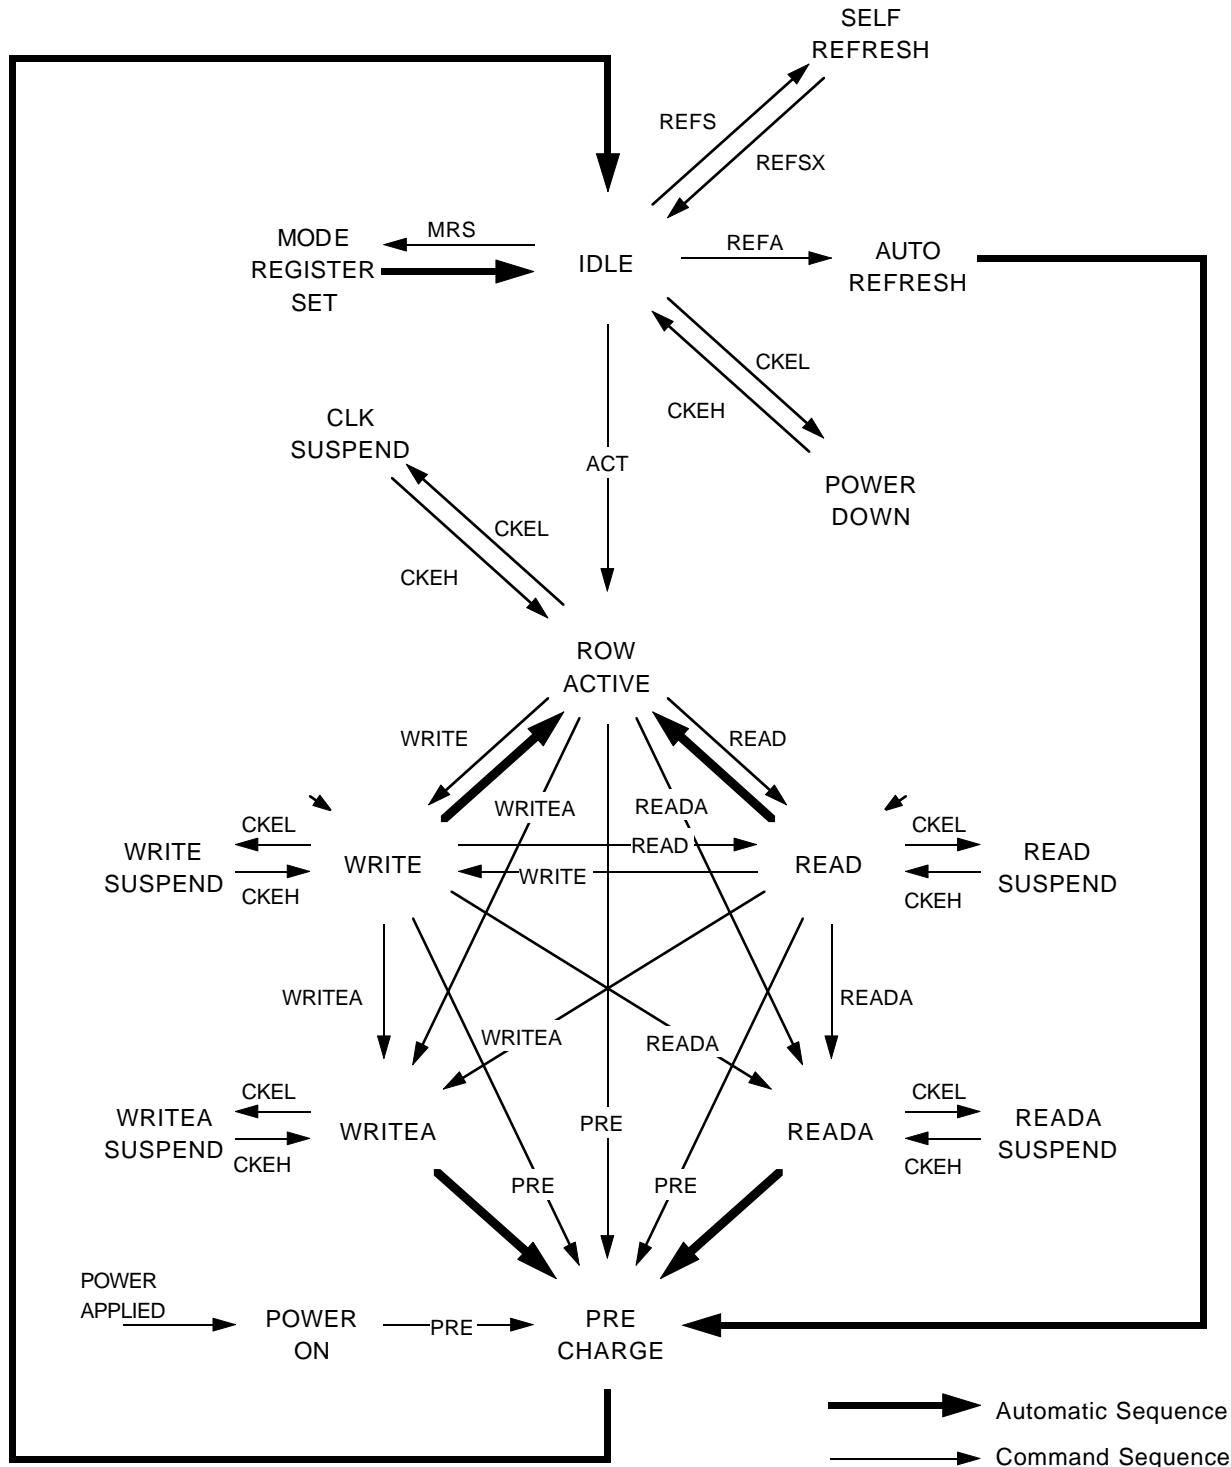 SELF
REFRESH
REFS
REFSX
MRS
MODE
REGISTER
SET
IDLE
REFA
AUTO
REFRESH
CKEL
CKEH
CLK
SUSPEND
ACT
POWER
DOWN
CKEL
CKEH
ROW
ACTIVE
WRITE
READ
WRITEA
READA
CKEL
WRITE
SUSPEND
CKEH
WRITE
READ
WRITE
READ
CKEL
READ
SUSPEND
CKEH
WRITEA
READA
WRITEA
READA
CKEL
WRITEA
SUSPEND
CKEH
WRITEA
PRE
READA
CKEL
READA
SUSPEND
CKEH
PRE
PRE
POWER
APPLIED
POWER
ON
PRE
PRE
CHARGE
Automatic Sequence
Command Sequence